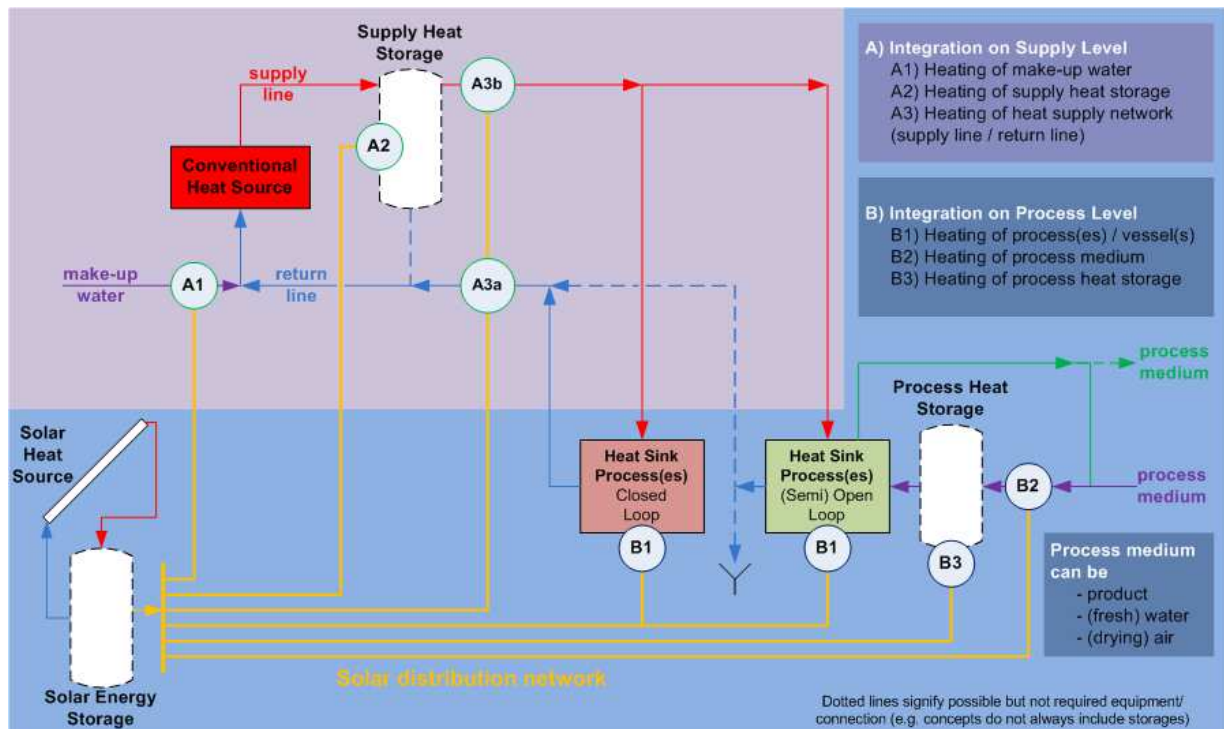 Supply Heat
Storage
supply
line
A3b
A2
Conventional
Heat Source
make-up
water
A1
return
line
A3a
A) Integration on Supply Level
A1) Heating of make-up water
A2) Heating of supply heat storage
A3) Heating of heat supply network
(supply line / return line)
B) Integration on Process Level
B1) Heating of process(es) / vessel(s)
B2) Heating of process medium
B3) Heating of process heat storage
process
medium
Process Heat
Storage
Solar
Heat
Source
Heat Sink
Process(es)
Closed
Loop
B1
Heat Sink
Process(es)
(Semi) Open
Loop
B1
B2
process
medium
B3
Process medium
can be
- product
- (fresh) water
- (drying) air
Solar distribution network
Solar Energy
Storage
Dotted lines signify possible but not required equipment/
connection (e.g. concepts do not always include storages)